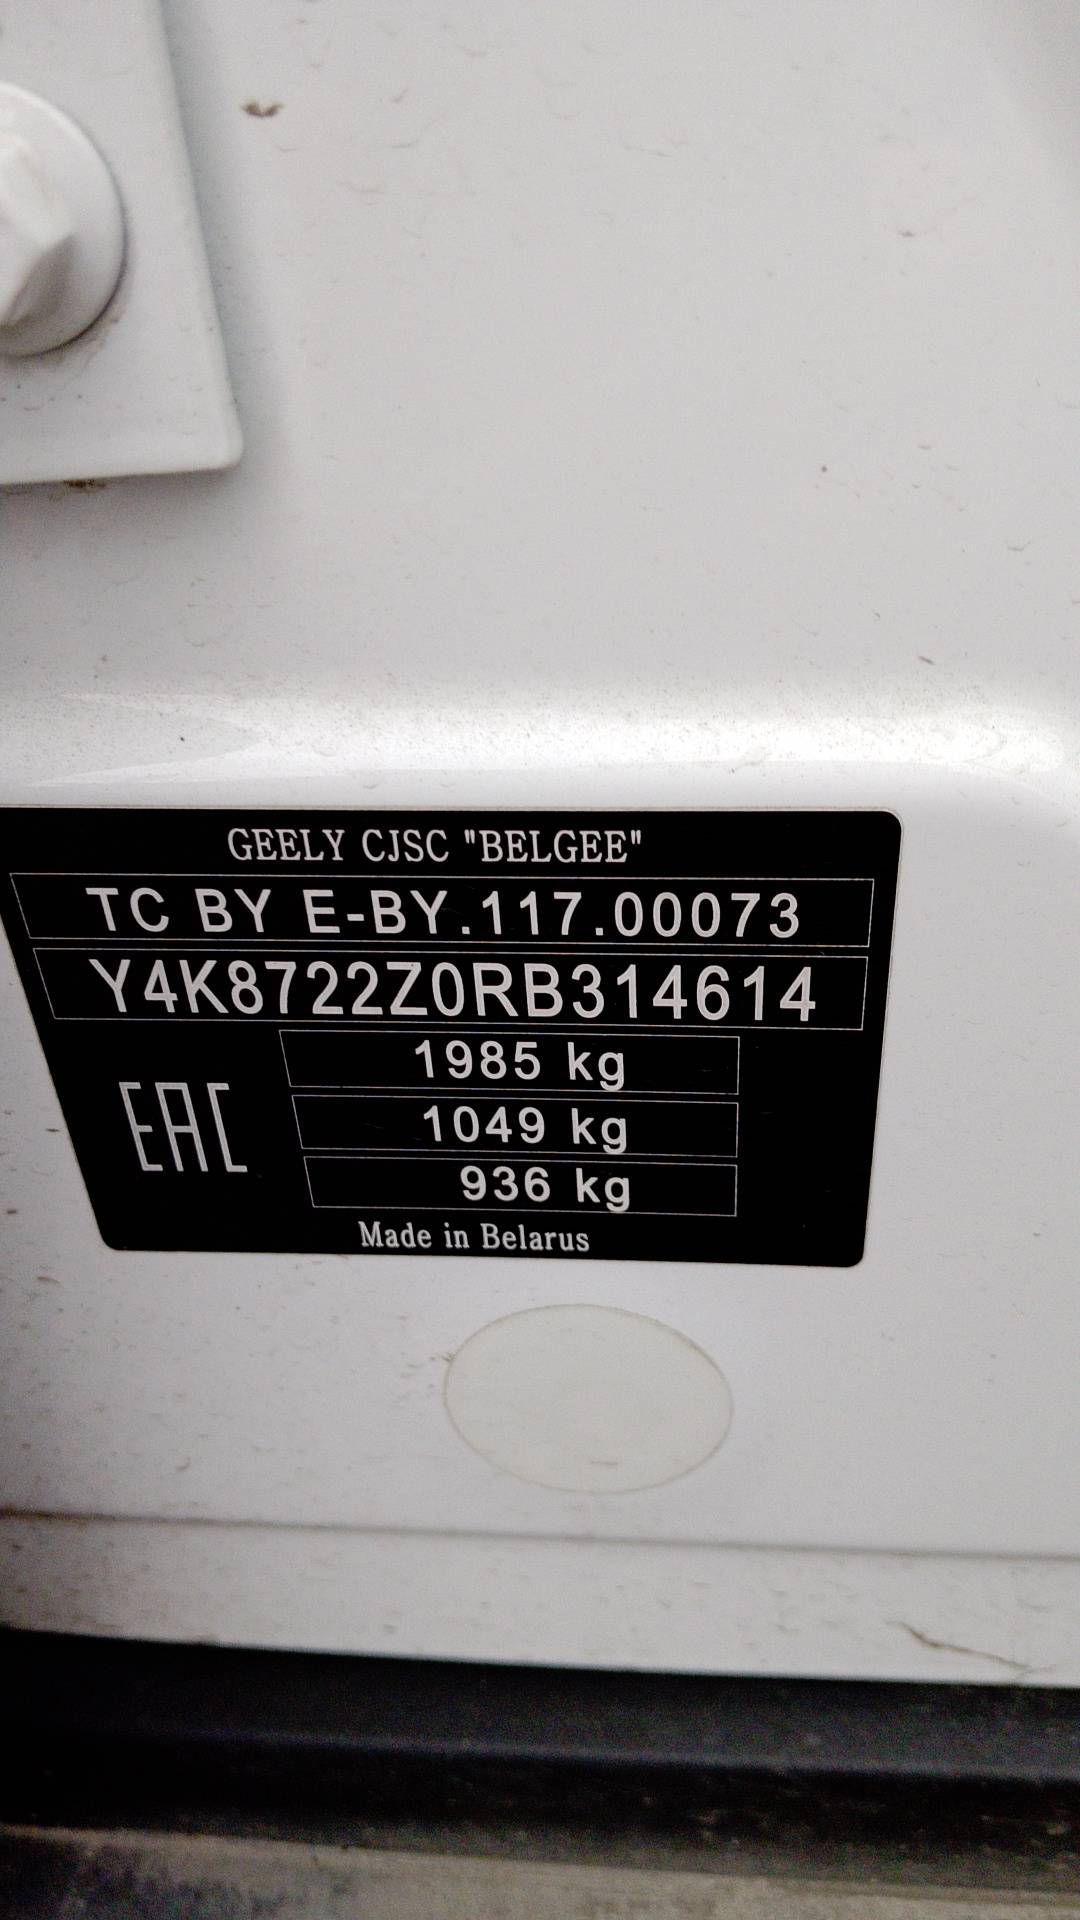 GEELY CJSC "BELGEE"
TC BY E-BY.117.00073
Y4K8722Z0RB314614
1985 kg
EAC
1049 kg
936 kg
Made in Belarus